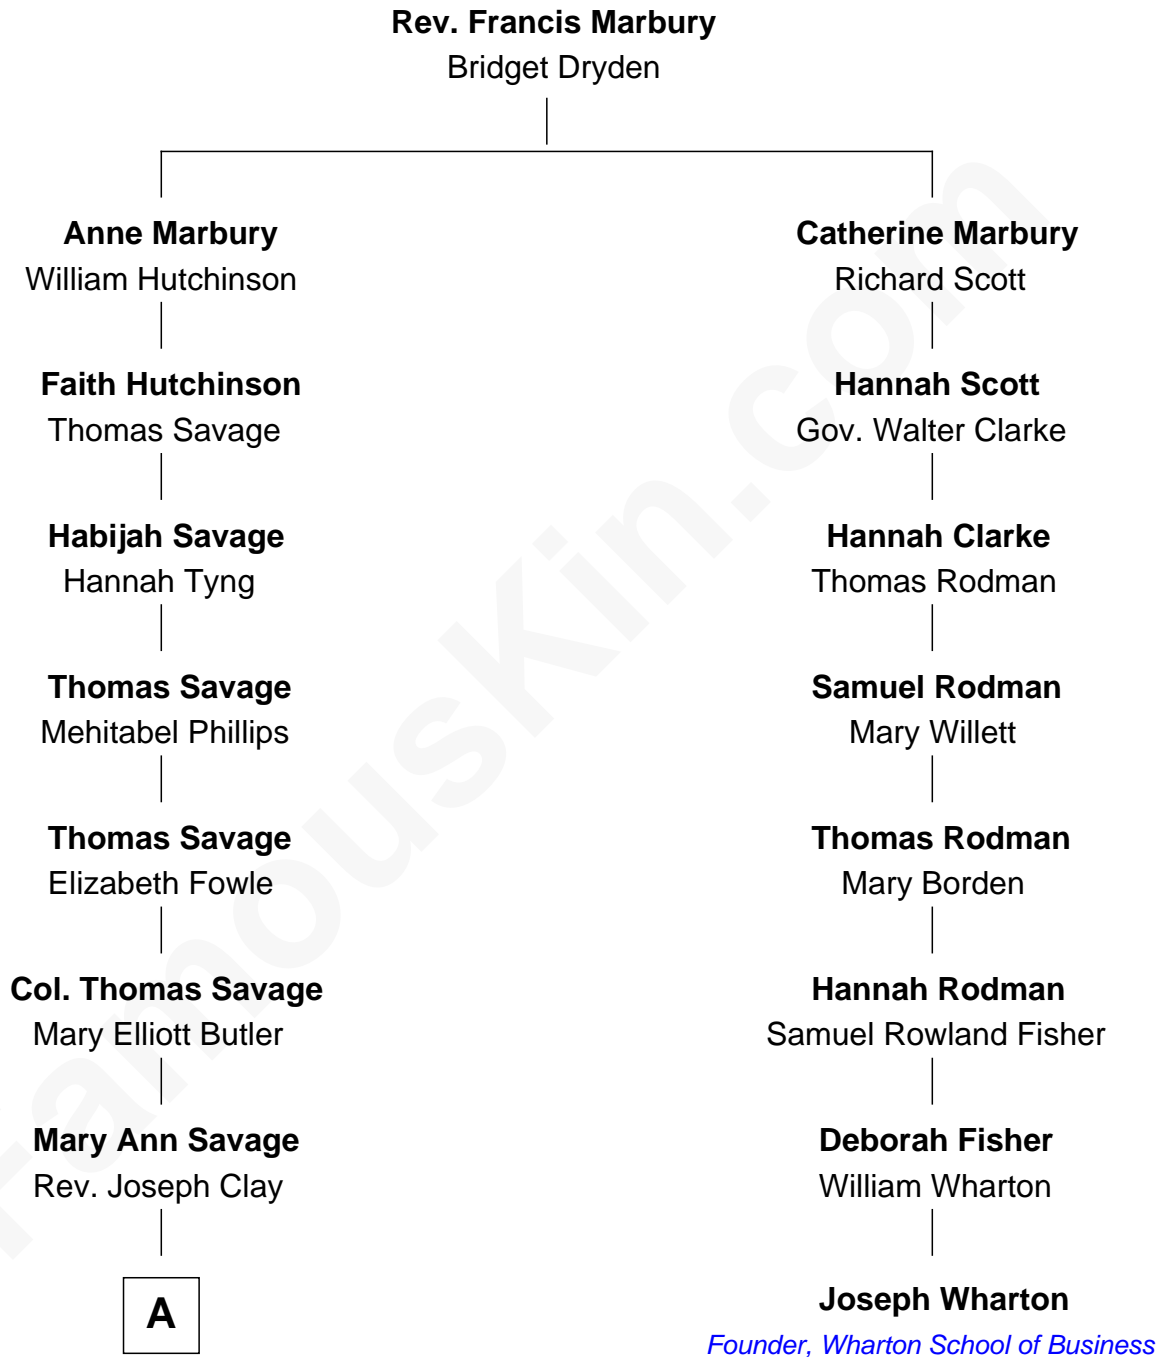 Rev. Francis Marbury
Bridget Dryden
Anne Marbury
William Hutchinson
Catherine Marbury
Richard Scott
Faith Hutchinson
Thomas Savage
Hannah Scott
Gov. Walter Clarke
Habijah Savage
Hannah Tyng
Hannah Clarke
Thomas Rodman
Thomas Savage
Mehitabel Phillips
Samuel Rodman
Mary Willett
Thomas Savage
Elizabeth Fowle
Thomas Rodman
Mary Borden
Col. Thomas Savage
Mary Elliott Butler
Hannah Rodman
Samuel Rowland Fisher
Mary Ann Savage
Rev. Joseph Clay
Deborah Fisher
William Wharton
A
Joseph Wharton
Founder, Wharton School of Business
FamousKin.com